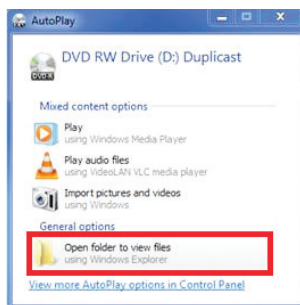 AutoPlay
DVD RW Drive (D:) Duplicast
DVD-R
Mixed content options
Play
using Windows Media Player
Play audio files
using VideoLAN VLC media player
Import pictures and videos
using Windows
General options
Open folder to view files
using Windows Explorer
View more AutoPlay options in Control Panel